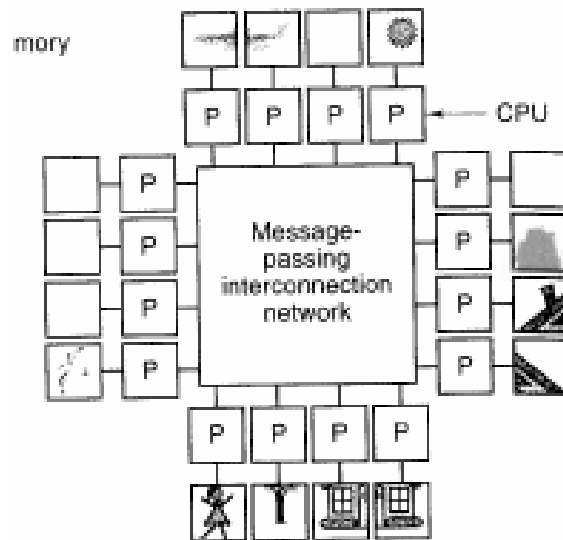 mory
P P P P CPU
P P
Message-
passing
interconnection
network
P P
P P
P P
P P P P